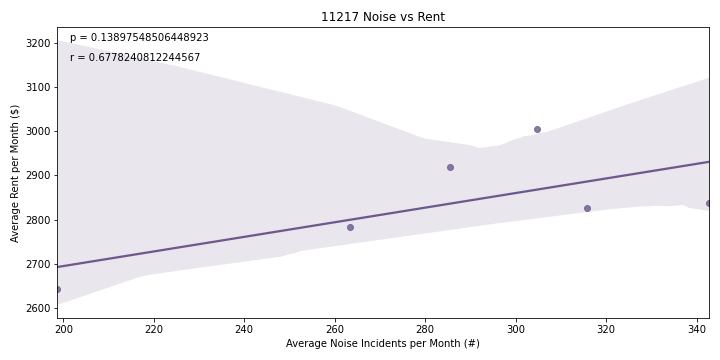 11217 Noise vs Rent
p = 0.13897548506448923
r = 0.6778240812244567
3200
3100
3000
2900
2800
2700
2600
Average Rent per Month ($)
200 220 240 260 280 300 320 340
Average Noise Incidents per Month (#)